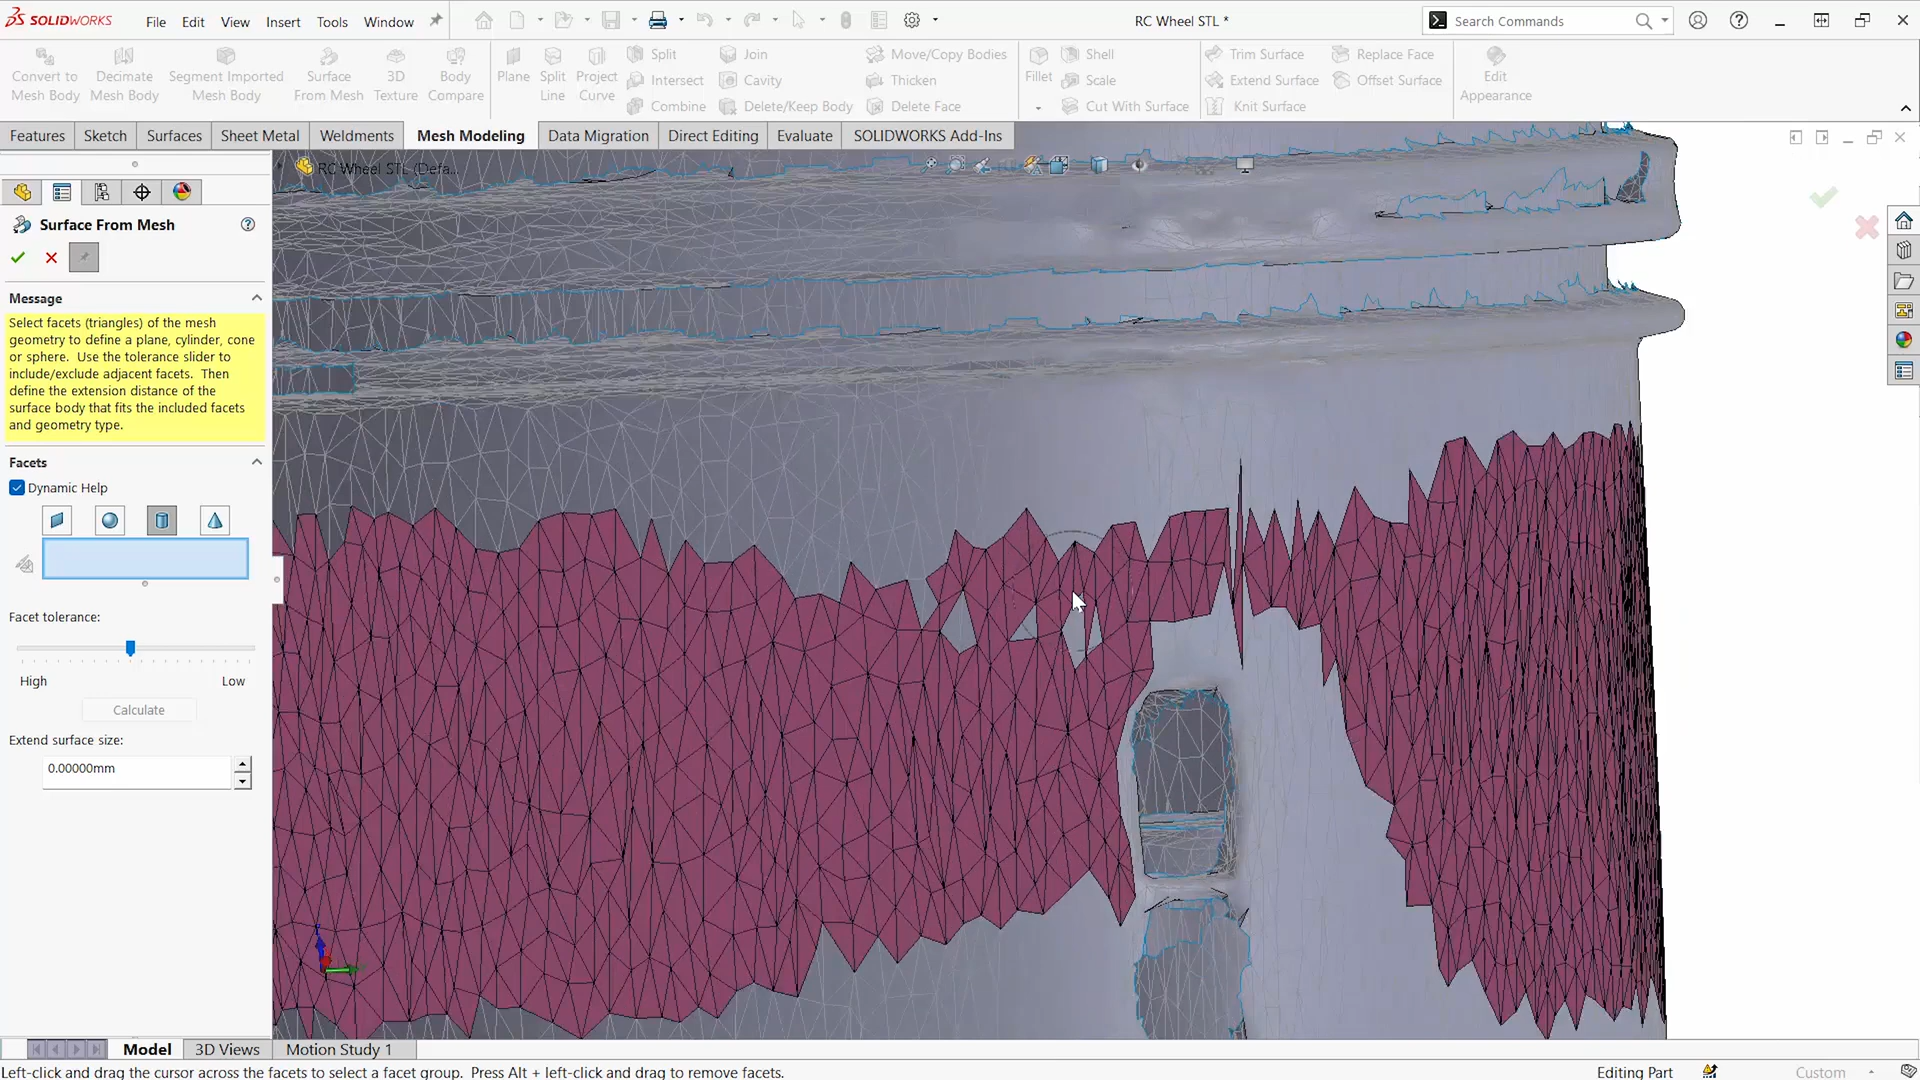 SOLIDWORKS File Edit View Insert Tools Window RC Wheel STL * Search Commands
Convert to Mesh Body
Decimate Mesh Body
Segment Imported Mesh Body
Surface From Mesh
3D Texture
Body Compare
Plane
Split Line
Project Curve
Split
Intersect
Combine
Join
Cavity
Delete/Keep Body
Move/Copy Bodies
Thicken
Delete Face
Fillet
Shell
Scale
Cut With Surface
Trim Surface
Extend Surface
Knit Surface
Replace Face
Offset Surface
Edit Appearance
Features Sketch Surfaces Sheet Metal Weldments Mesh Modeling Data Migration Direct Editing Evaluate SOLIDWORKS Add-Ins
RC Wheel STL (Defa...
Surface From Mesh
Message
Select facets (triangles) of the mesh
geometry to define a plane, cylinder, cone
or sphere. Use the tolerance slider to
include/exclude adjacent facets. Then
define the extension distance of the
surface body that fits the included facets
and geometry type.
Facets
Dynamic Help
Facet tolerance:
High Low
Calculate
Extend surface size:
0.00000mm
Model 3D Views Motion Study 1
Left-click and drag the cursor across the facets to select a facet group. Press Alt + left-click and drag to remove facets. Editing Part Custom